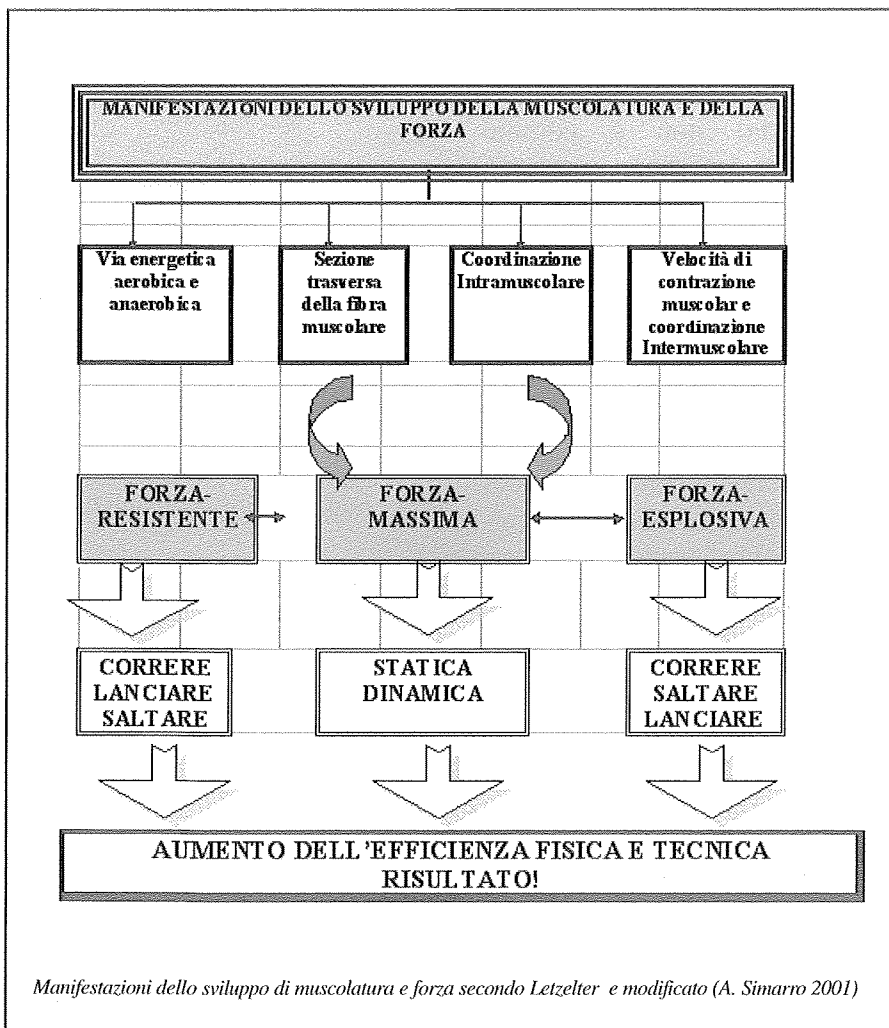 MANIFESTAZIONI DELLO SVILUPPO DELLA MUSCOLATURA E DELLA
FORZA
Via energetica
aerobica e
anaerobica
Sezione
trasversa
della fibra
muscolare
Coordinazione
Intramuscolare
Velocità di
contrazione
muscolar e
coordinazione
Intermuscolare
FORZA-
RESISTENTE
FORZA-
MASSIMA
FORZA-
ESPLOSIVA
CORRERE
LANCIARE
SALTARE
STATICA
DINAMICA
CORRERE
SALTARE
LANCIARE
AUMENTO DELL'EFFICIENZA FISICA E TECNICA
RISULTATO!
Manifestazioni dello sviluppo di muscolatura e forza secondo Letzelter e modificato (A. Simarro 2001)